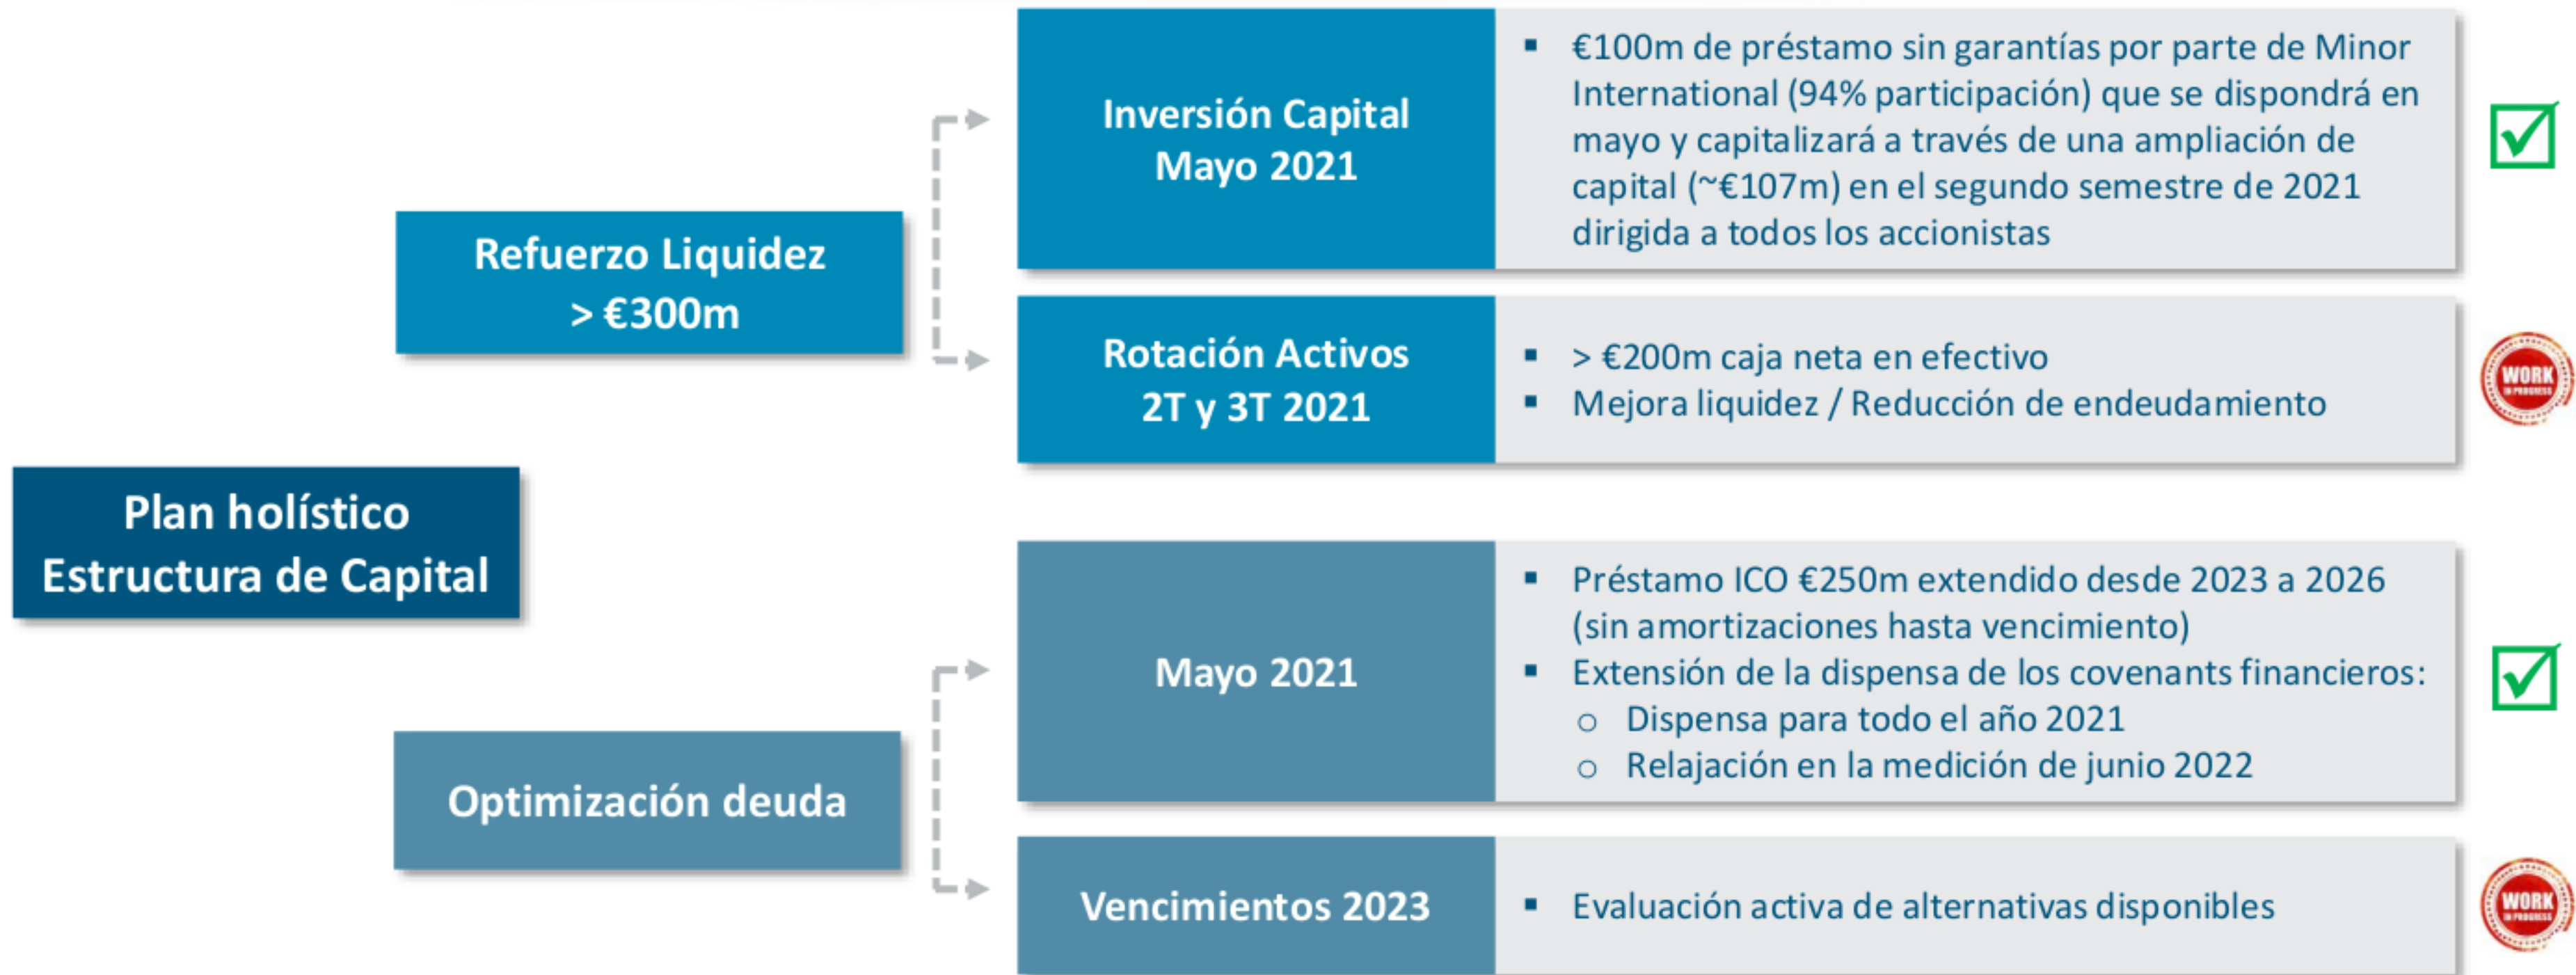 Plan holístico
Estructura de Capital
Refuerzo Liquidez
> €300m
Inversión Capital
Mayo 2021
▪ €100m de préstamo sin garantías por parte de Minor
International (94% participación) que se dispondrá en
mayo y capitalizará a través de una ampliación de
capital (~€107m) en el segundo semestre de 2021
dirigida a todos los accionistas
Rotación Activos
2T y 3T 2021
▪ > €200m caja neta en efectivo
▪ Mejora liquidez / Reducción de endeudamiento
WORK
IN PROGRESS
Optimización deuda
Mayo 2021
▪ Préstamo ICO €250m extendido desde 2023 a 2026
(sin amortizaciones hasta vencimiento)
▪ Extensión de la dispensa de los covenants financieros:
o Dispensa para todo el año 2021
o Relajación en la medición de junio 2022
Vencimientos 2023
▪ Evaluación activa de alternativas disponibles
WORK
IN PROGRESS